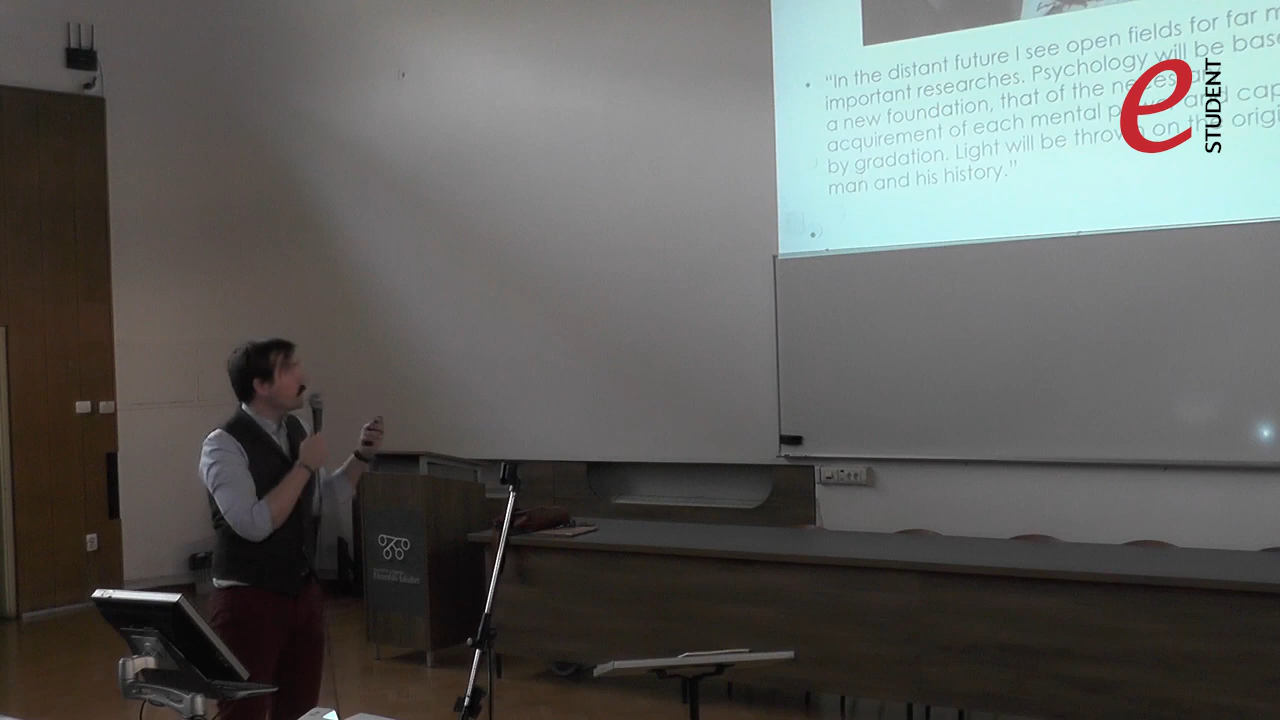 “In the distant future I see open fields for far m
important researches. Psychology will be base
a new foundation, that of the neces
acquirement of each mental power and cap
by gradation. Light will be thrown on the origi
man and his history.”
e
STUDENT